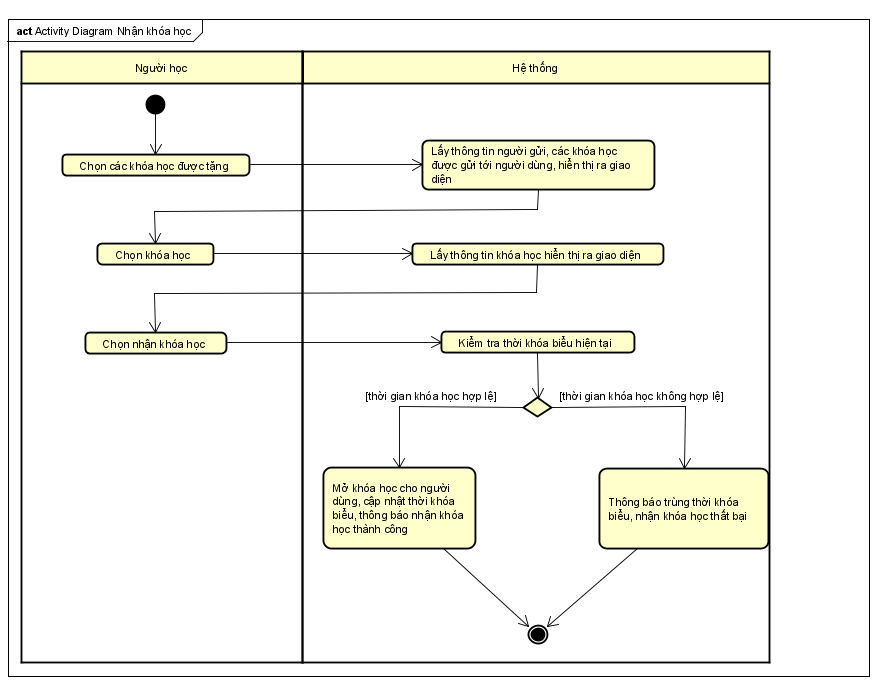 act Activity Diagram Nhận khóa học
Người học
Hệ thống
Chọn các khóa học được tặng
Lấy thông tin người gửi, các khóa học
được gửi tới người dùng, hiển thị ra giao
diện
Chọn khóa học
Lấy thông tin khóa học hiển thị ra giao diện
Chọn nhận khóa học
Kiểm tra thời khóa biểu hiện tại
[thời gian khóa học hợp lệ]
[thời gian khóa học không hợp lệ]
Mở khóa học cho người
dùng, cập nhật thời khóa
biểu, thông báo nhận khóa
học thành công
Thông báo trùng thời khóa
biểu, nhận khóa học thất bại